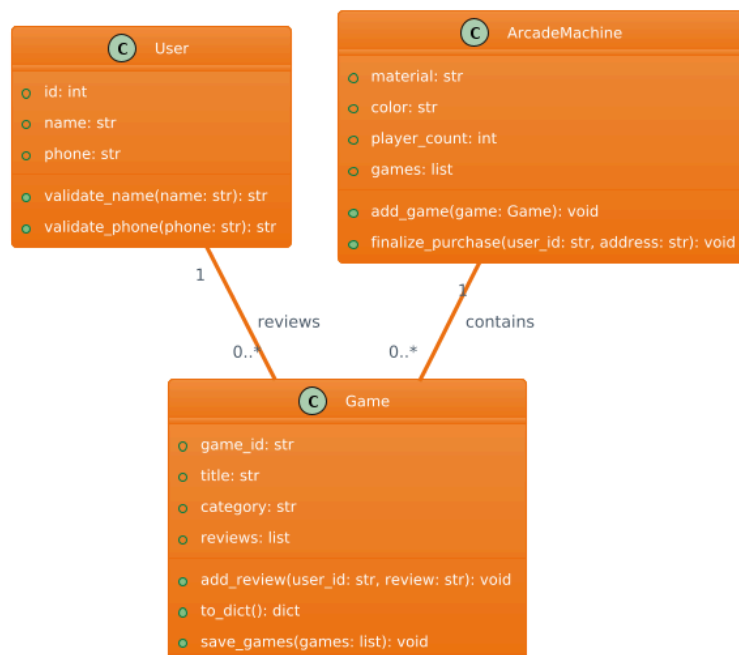 C User
id: int
name: str
phone: str
validate_name(name: str): str
validate_phone(phone: str): str
C ArcadeMachine
material: str
color: str
player_count: int
games: list
add_game(game: Game): void
finalize_purchase(user_id: str, address: str): void
1
reviews
0..*
1
contains
0..*
C Game
game_id: str
title: str
category: str
reviews: list
add_review(user_id: str, review: str): void
to_dict(): dict
save_games(games: list): void